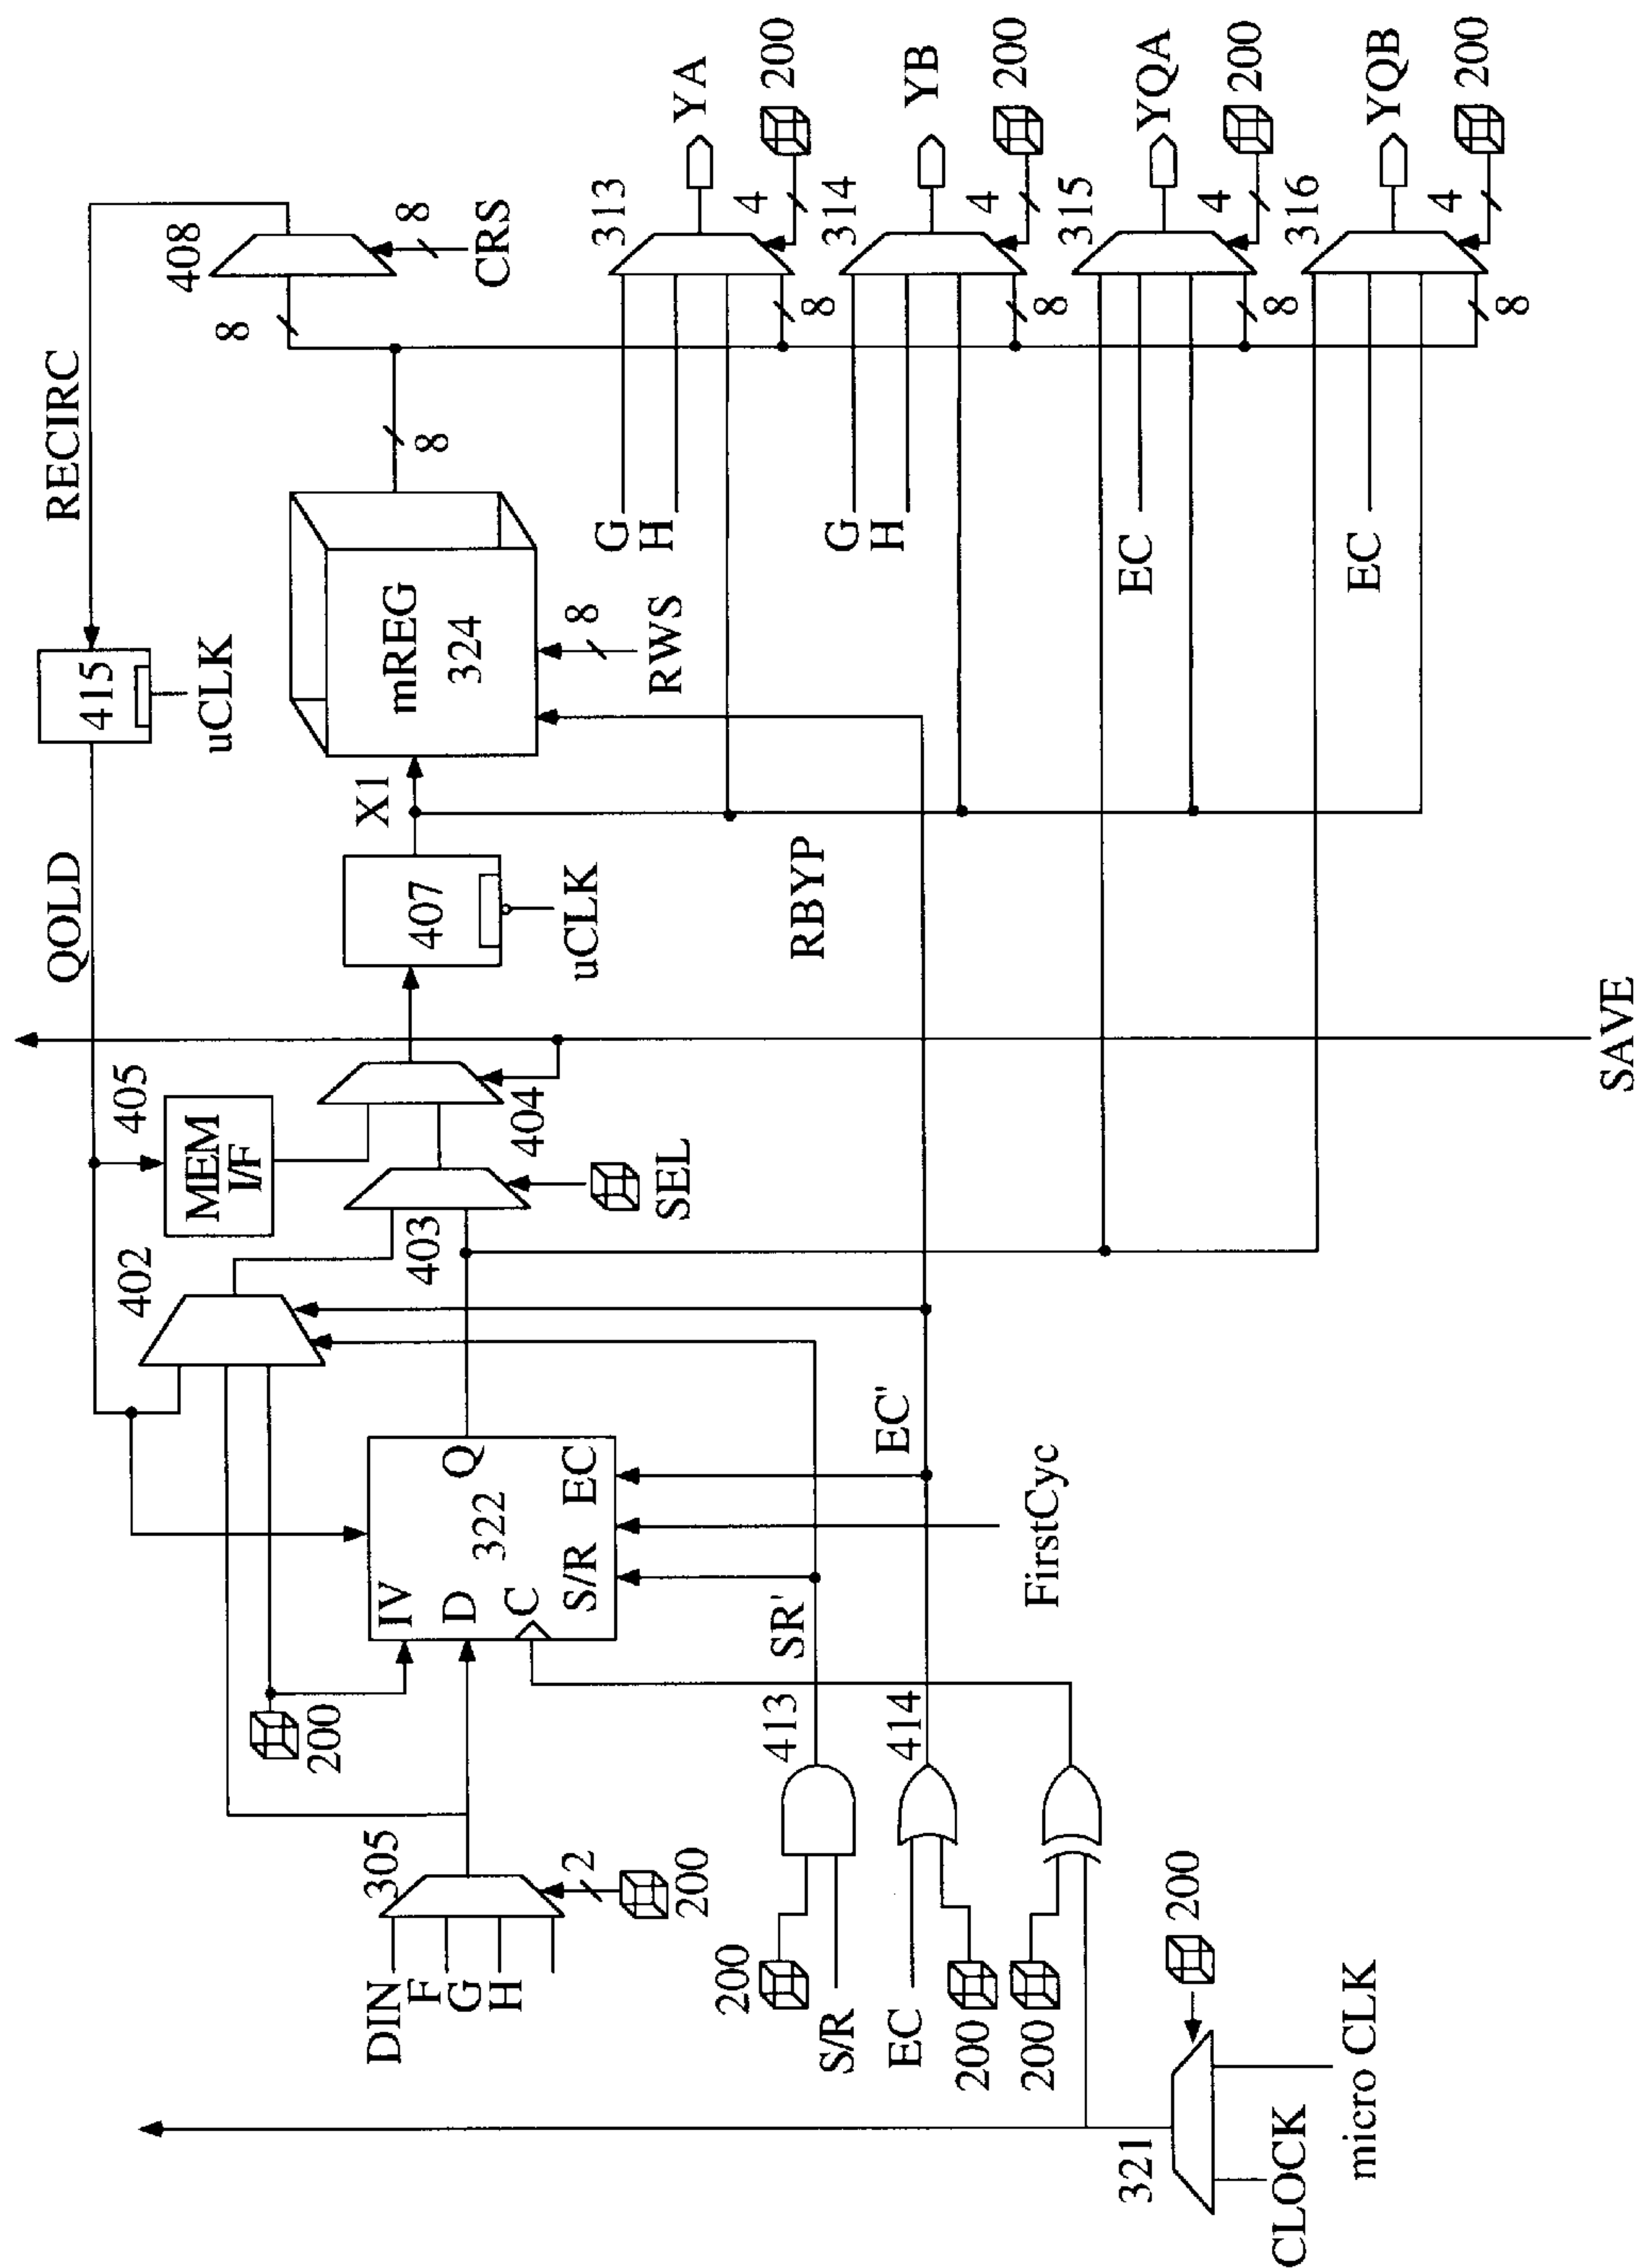 QOLD
RECIRC
415
uCLK
408
8
CRS
8
402
405
MEM
I/F
404
403
SEL
407
uCLK
X1
mREG
324
8
RWS
8
RBYP
200
305
DIN
F
G
H
2
200
IV
D
C
Q
322
S/R
EC
413
SR'
200
S/R
414
EC'
EC
200
200
FirstCyc
321
CLOCK
micro CLK
200
SAVE
G
H
313
8
4
YA
200
G
H
314
8
4
YB
200
EC
315
8
4
YQA
200
EC
316
8
4
YQB
200